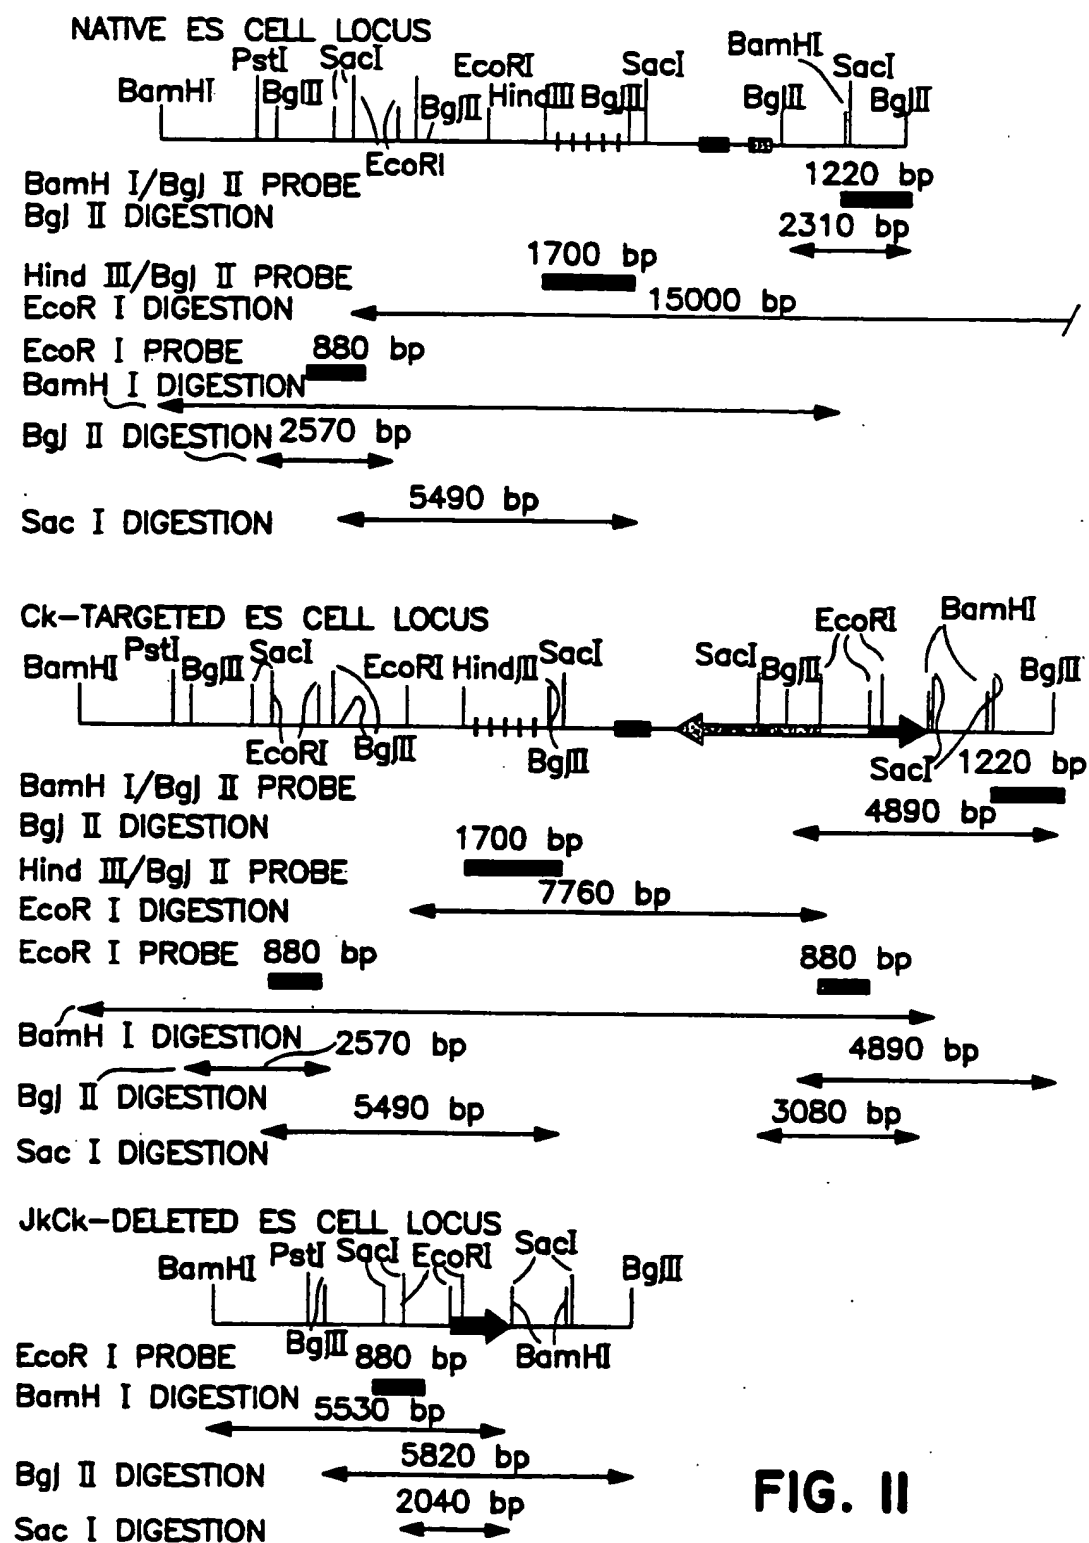 NATIVE ES CELL LOCUS
BamHI PstI BglII SacI EcoRI BglII EcoRI HindIII BglII SacI BglII BamHI SacI BglII
BamH I/Bgl II PROBE 1220 bp
Bgl II DIGESTION 2310 bp
Hind III/Bgl II PROBE 1700 bp
EcoR I DIGESTION 15000 bp
EcoR I PROBE 880 bp
BamH I DIGESTION
Bgl II DIGESTION 2570 bp
Sac I DIGESTION 5490 bp
Ck-TARGETED ES CELL LOCUS
BamHI PstI BglII SacI EcoRI BglII EcoRI HindIII BglII SacI SacI BglII EcoRI BamHI SacI BglII
BamH I/Bgl II PROBE 1220 bp
Bgl II DIGESTION 4890 bp
Hind III/Bgl II PROBE 1700 bp
EcoR I DIGESTION 7760 bp
EcoR I PROBE 880 bp 880 bp
BamH I DIGESTION
Bgl II DIGESTION 2570 bp 4890 bp
Sac I DIGESTION 5490 bp 3080 bp
JkCk-DELETED ES CELL LOCUS
BamHI PstI BglII SacI EcoRI SacI BamHI BglII
EcoR I PROBE 880 bp
BamH I DIGESTION 5530 bp
Bgl II DIGESTION 5820 bp
Sac I DIGESTION 2040 bp
FIG. II